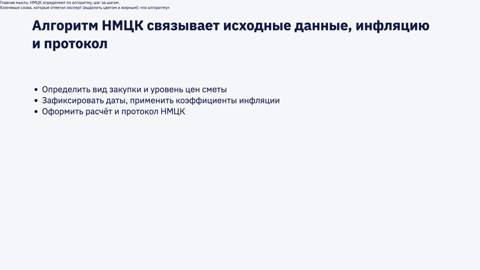 Главная мысль: НМЦК определяют по алгоритму, шаг за шагом.
Ключевые слова, которые отметил эксперт (выделить цветом и жирным): «по алгоритму»
Алгоритм НМЦК связывает исходные данные, инфляцию
и протокол
• Определить вид закупки и уровень цен сметы
• Зафиксировать даты, применить коэффициенты инфляции
• Оформить расчёт и протокол НМЦК